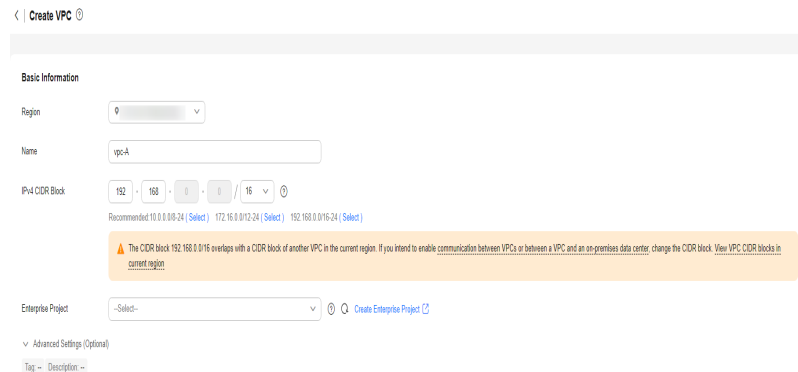 Create VPC
Basic Information
Region
Name vpc-A
IPv4 CIDR Block 192 . 168 . 0 . 0 / 16
Recommended:10.0.0.0/8-24 ( Select ) 172.16.0.0/12-24 ( Select ) 192.168.0.0/16-24 ( Select )
The CIDR block 192.168.0.0/16 overlaps with a CIDR block of another VPC in the current region. If you intend to enable communication between VPCs or between a VPC and an on-premises data center, change the CIDR block. View VPC CIDR blocks in
current region
Enterprise Project --Select-- Create Enterprise Project
Advanced Settings (Optional)
Tag: -- Description: --